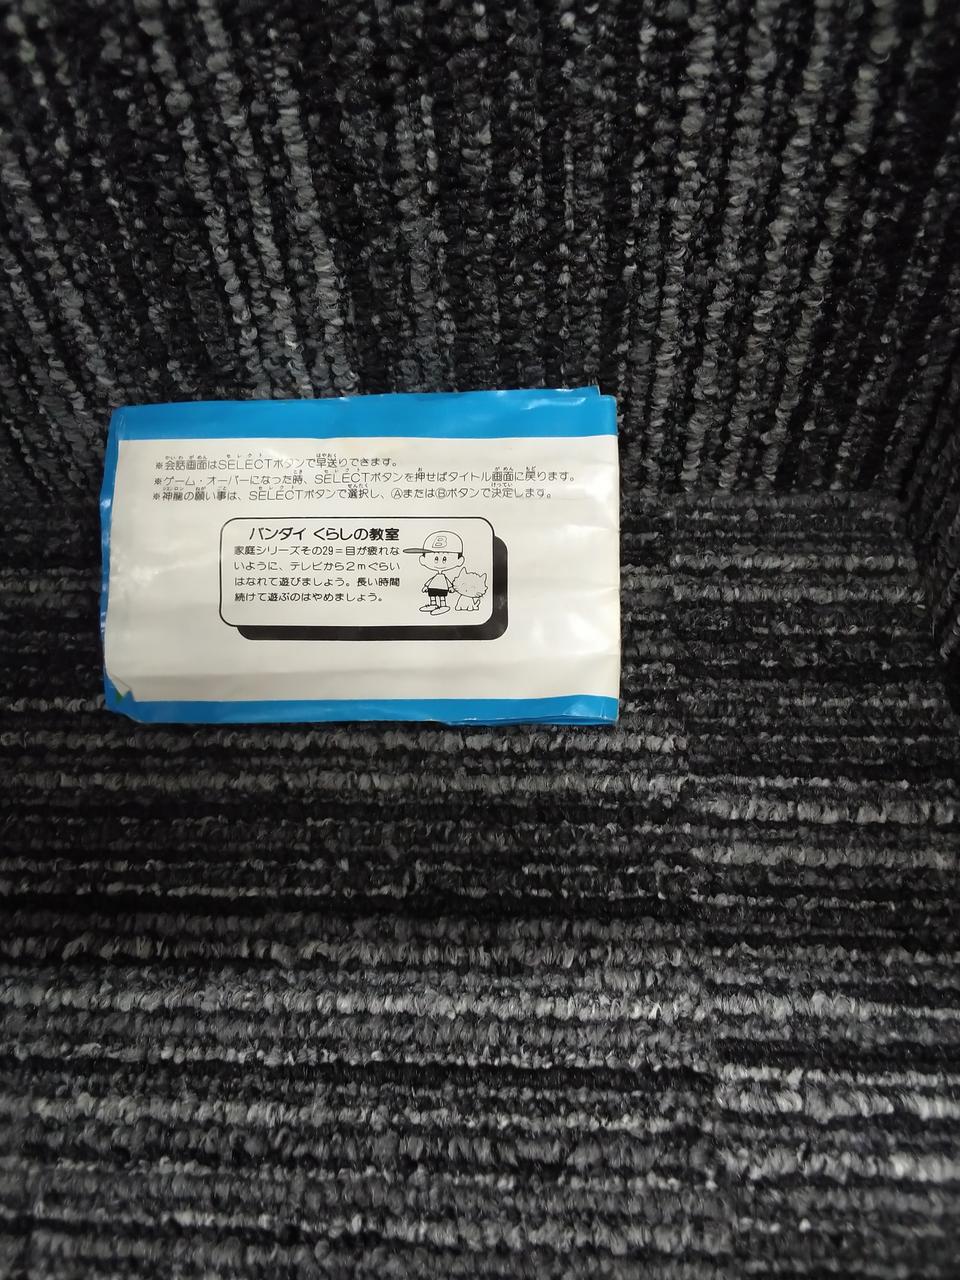 ※会話画面はSELECTボタンで早送りできます。
※ゲーム・オーバーになった時、SELECTボタンを押せばタイトル画面に戻ります。
※神龍の願い事は、SELECTボタンで選択し、ⒶまたはⒷボタンで決定します。
バンダイ くらしの教室
家庭シリーズその29＝目が疲れな
いように、テレビから2mぐらい
はなれて遊びましょう。長い時間
続けて遊ぶのはやめましょう。
B